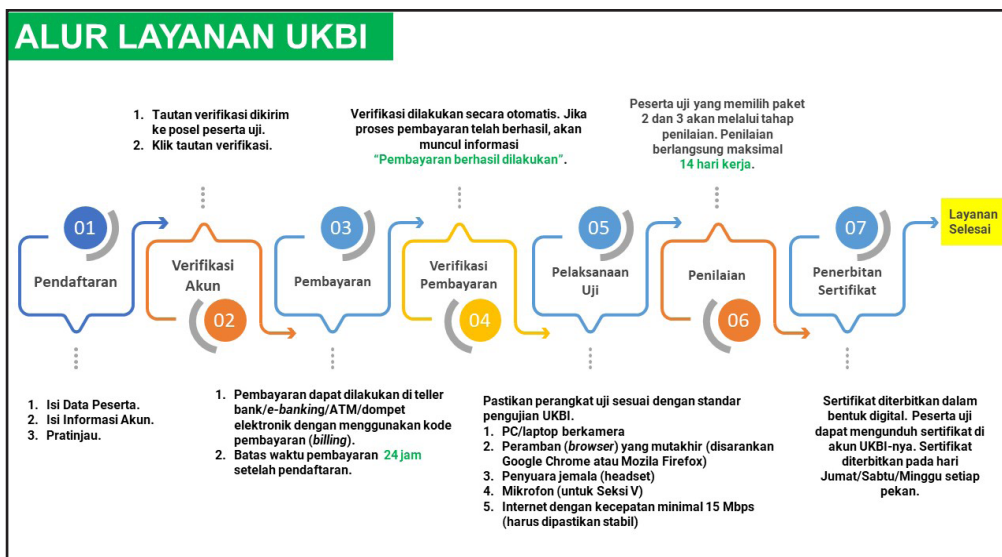 ALUR LAYANAN UKBI
1. Tautan verifikasi dikirim
ke posel peserta uji.
2. Klik tautan verifikasi.
Verifikasi dilakukan secara otomatis. Jika
proses pembayaran telah berhasil, akan
muncul informasi
“Pembayaran berhasil dilakukan”.
Peserta uji yang memilih paket
2 dan 3 akan melalui tahap
penilaian. Penilaian
berlangsung maksimal
14 hari kerja.
01
Pendaftaran
Verifikasi
Akun
02
03
Pembayaran
Verifikasi
Pembayaran
04
05
Pelaksanaan
Uji
Penilaian
06
07
Penerbitan
Sertifikat
Layanan
Selesai
1. Isi Data Peserta.
2. Isi Informasi Akun.
3. Pratinjau.
1. Pembayaran dapat dilakukan di teller
bank/e-banking/ATM/dompet
elektronik dengan menggunakan kode
pembayaran (billing).
2. Batas waktu pembayaran 24 jam
setelah pendaftaran.
Pastikan perangkat uji sesuai dengan standar
pengujian UKBI.
1. PC/laptop berkamera
2. Peramban (browser) yang mutakhir (disarankan
Google Chrome atau Mozila Firefox)
3. Penyuara jemala (headset)
4. Mikrofon (untuk Seksi V)
5. Internet dengan kecepatan minimal 15 Mbps
(harus dipastikan stabil)
Sertifikat diterbitkan dalam
bentuk digital. Peserta uji
dapat mengunduh sertifikat di
akun UKBI-nya. Sertifikat
diterbitkan pada hari
Jumat/Sabtu/Minggu setiap
pekan.